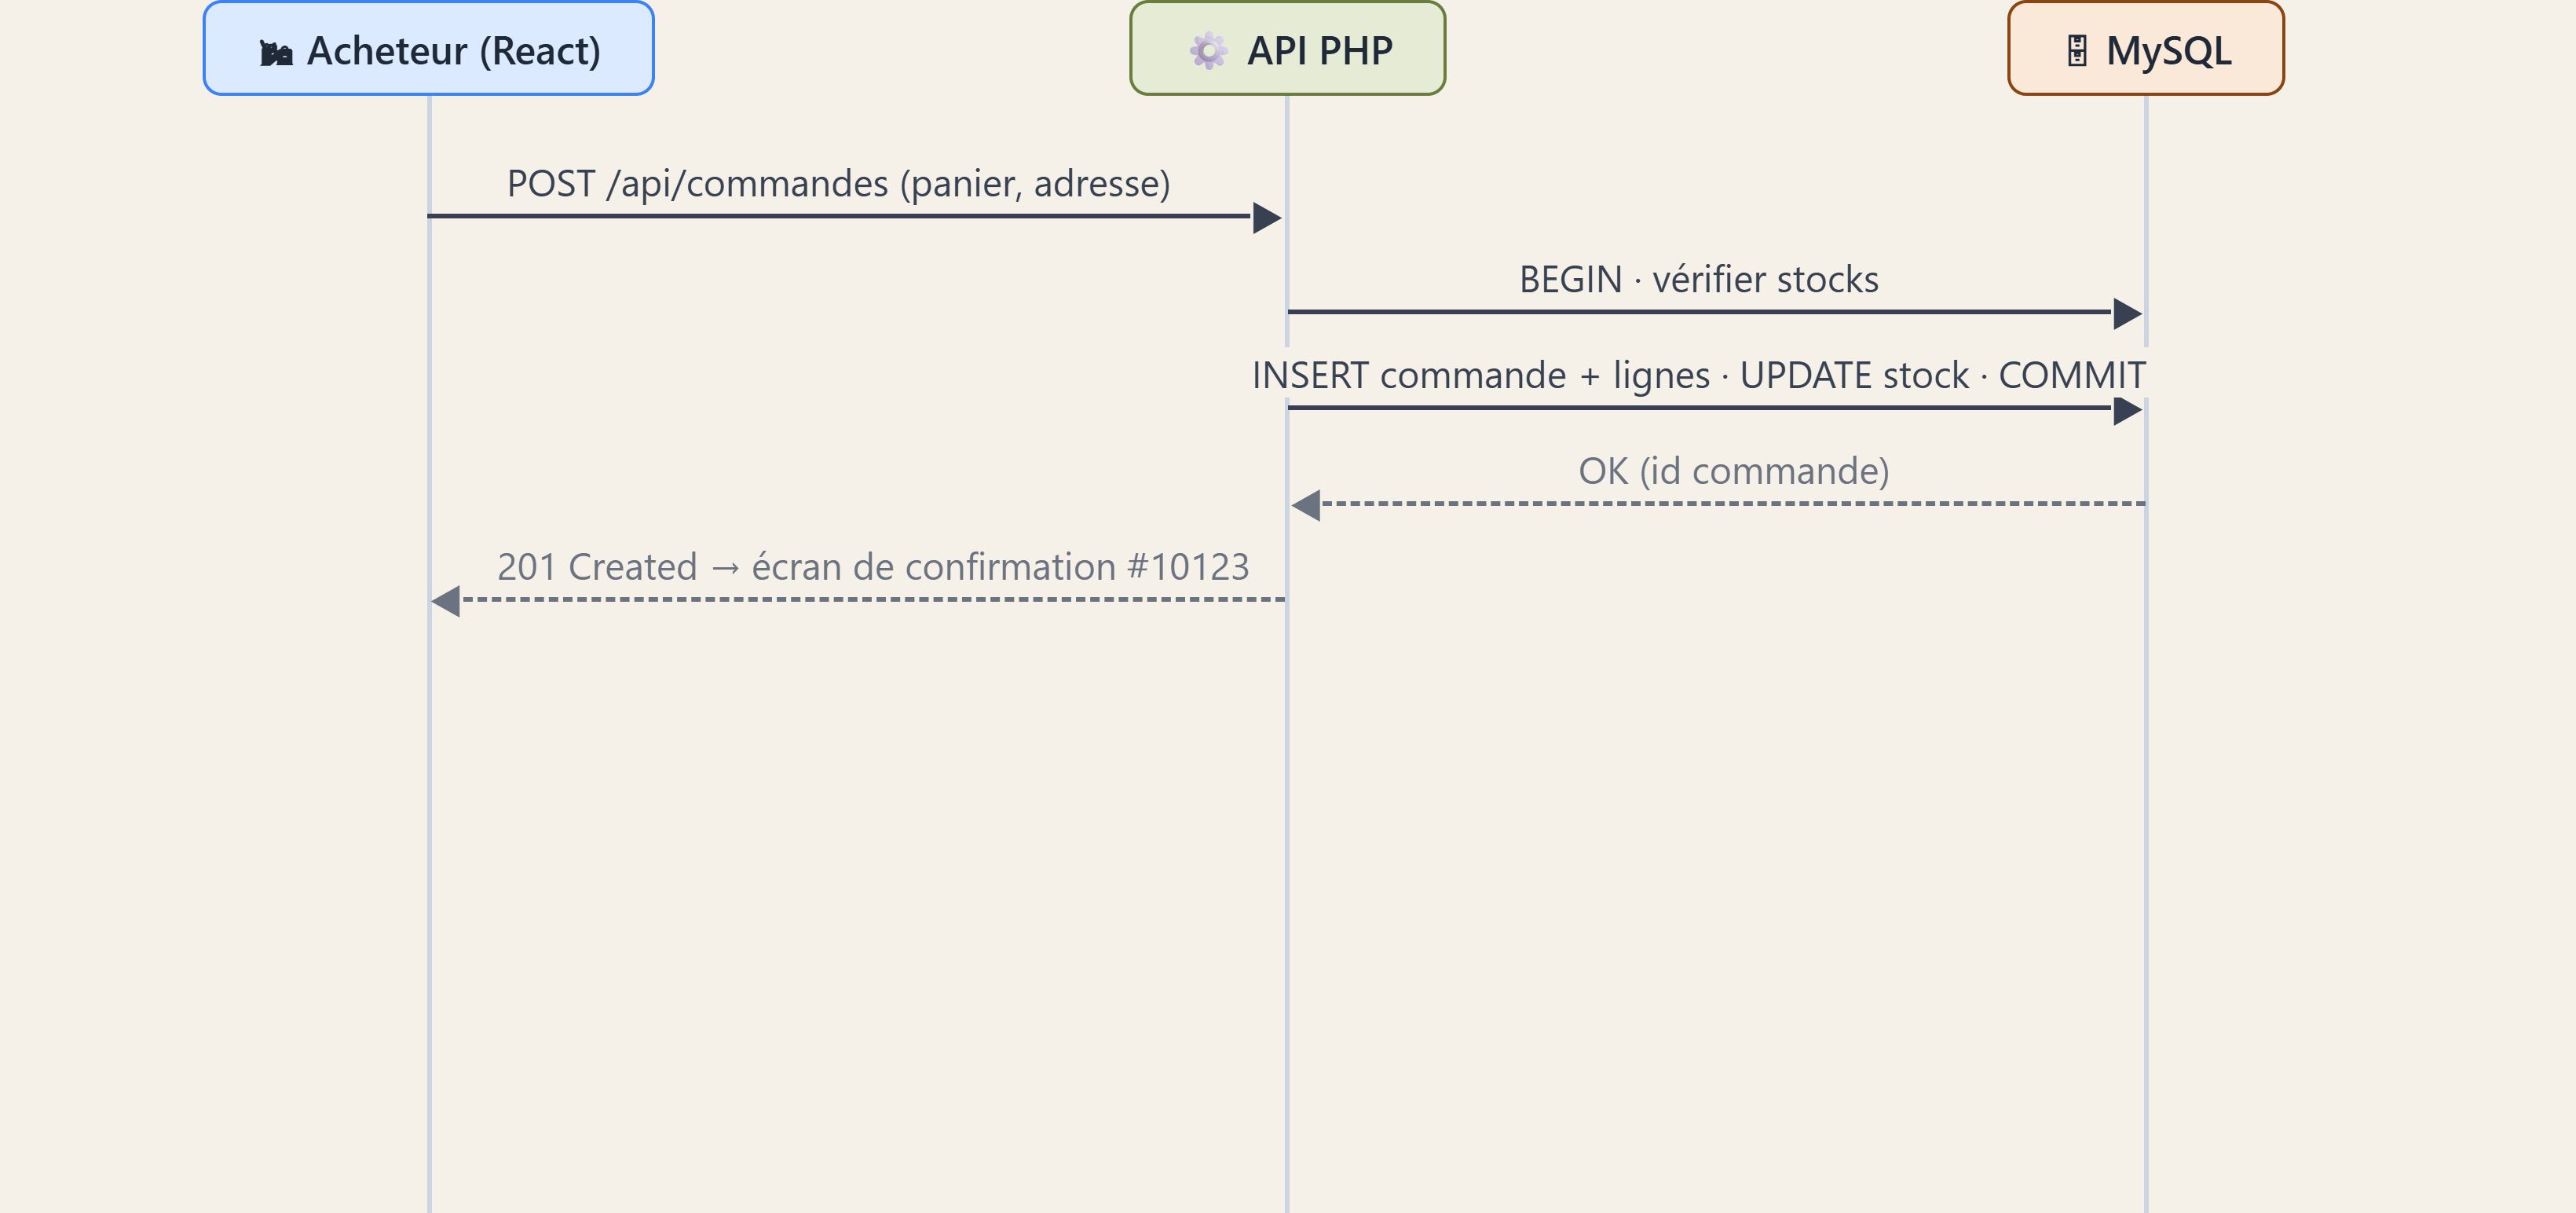 Acheteur (React)
API PHP
MySQL
POST /api/commandes (panier, adresse)
BEGIN · vérifier stocks
INSERT commande + lignes · UPDATE stock · COMMIT
OK (id commande)
201 Created → écran de confirmation #10123